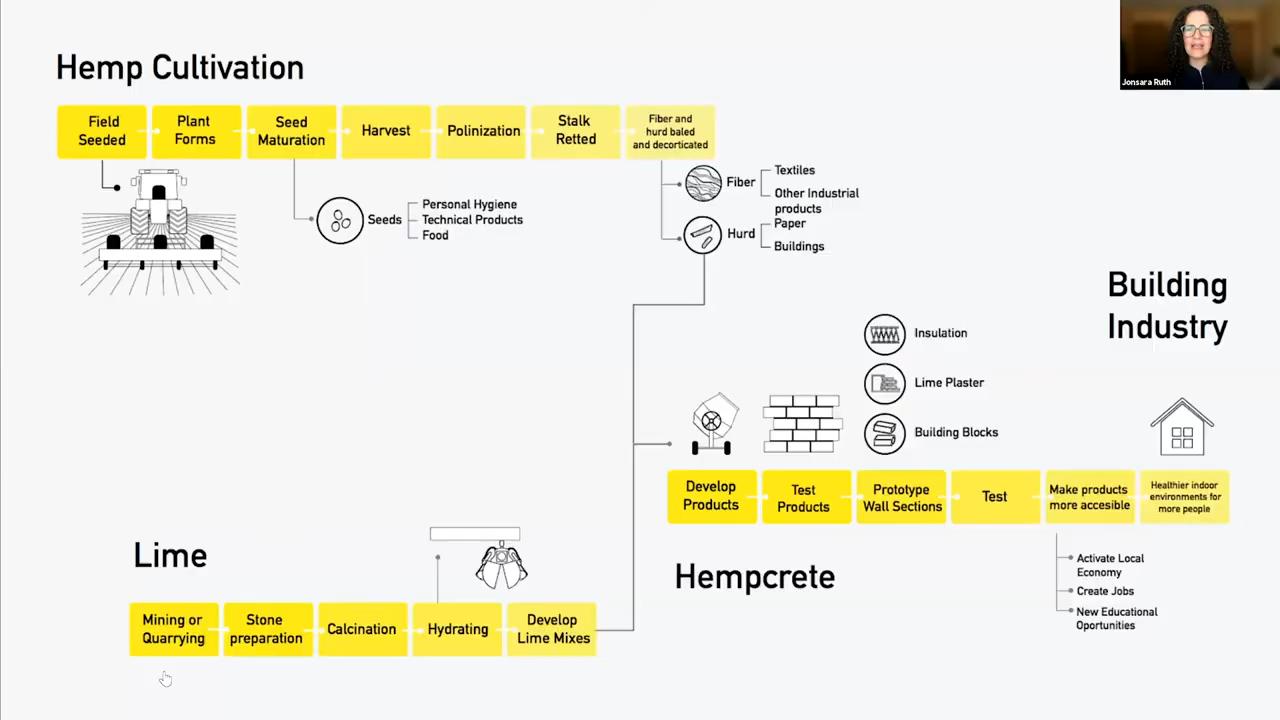 Jonsara Ruth
Hemp Cultivation
Field
Seeded
Plant
Forms
Seed
Maturation
Harvest
Polinization
Stalk
Retted
Fiber and
hurd baled
and decorticated
Seeds
Personal Hygiene
Technical Products
Food
Fiber
Textiles
Other Industrial
products
Hurd
Paper
Buildings
Building
Industry
Insulation
Lime Plaster
Building Blocks
Develop
Products
Test
Products
Prototype
Wall Sections
Test
Make products
more accesible
Healthier indoor
environments for
more people
Hempcrete
Activate Local
Economy
Create Jobs
New Educational
Oportunities
Lime
Mining or
Quarrying
Stone
preparation
Calcination
Hydrating
Develop
Lime Mixes